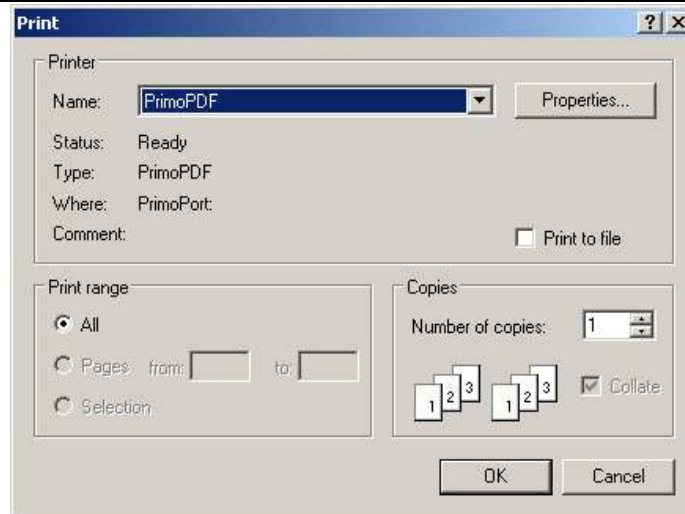 Print
Printer
Name: PrimoPDF Properties...
Status: Ready
Type: PrimoPDF
Where: PrimoPort:
Comment:
Print to file
Print range
All
Pages from: to:
Selection
Copies
Number of copies: 1
1 2 3 1 2 3
Collate
OK Cancel